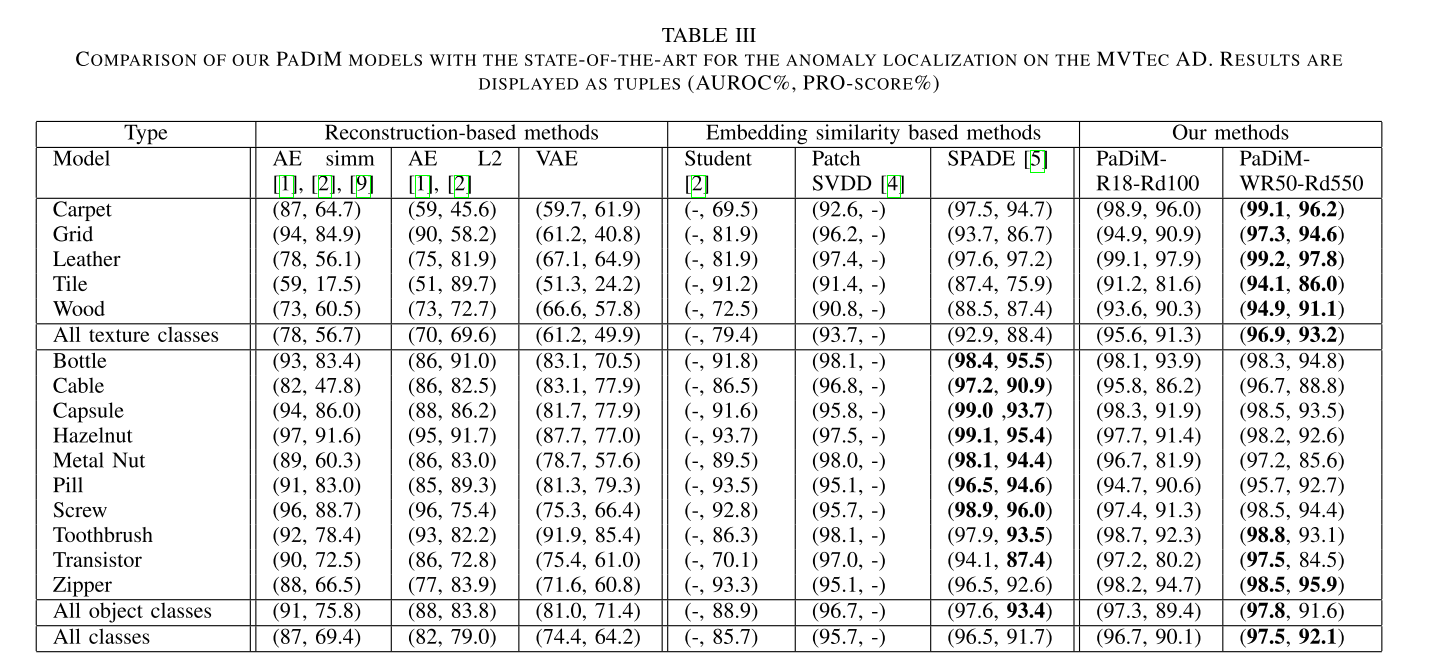 TABLE III
COMPARISON OF OUR PADIM MODELS WITH THE STATE-OF-THE-ART FOR THE ANOMALY LOCALIZATION ON THE MVTEC AD. RESULTS ARE
DISPLAYED AS TUPLES (AUROC%, PRO-SCORE%)
Type Reconstruction-based methods Embedding similarity based methods Our methods
Model AE simm AE L2 VAE Student Patch SPADE [5] PaDiM- PaDiM-
[1], [2], [9] [1], [2] [2] SVDD [4] R18-Rd100 WR50-Rd550
Carpet (87, 64.7) (59, 45.6) (59.7, 61.9) (-, 69.5) (92.6, -) (97.5, 94.7) (98.9, 96.0) (99.1, 96.2)
Grid (94, 84.9) (90, 58.2) (61.2, 40.8) (-, 81.9) (96.2, -) (93.7, 86.7) (94.9, 90.9) (97.3, 94.6)
Leather (78, 56.1) (75, 81.9) (67.1, 64.9) (-, 81.9) (97.4, -) (97.6, 97.2) (99.1, 97.9) (99.2, 97.8)
Tile (59, 17.5) (51, 89.7) (51.3, 24.2) (-, 91.2) (91.4, -) (87.4, 75.9) (91.2, 81.6) (94.1, 86.0)
Wood (73, 60.5) (73, 72.7) (66.6, 57.8) (-, 72.5) (90.8, -) (88.5, 87.4) (93.6, 90.3) (94.9, 91.1)
All texture classes (78, 56.7) (70, 69.6) (61.2, 49.9) (-, 79.4) (93.7, -) (92.9, 88.4) (95.6, 91.3) (96.9, 93.2)
Bottle (93, 83.4) (86, 91.0) (83.1, 70.5) (-, 91.8) (98.1, -) (98.4, 95.5) (98.1, 93.9) (98.3, 94.8)
Cable (82, 47.8) (86, 82.5) (83.1, 77.9) (-, 86.5) (96.8, -) (97.2, 90.9) (95.8, 86.2) (96.7, 88.8)
Capsule (94, 86.0) (88, 86.2) (81.7, 77.9) (-, 91.6) (95.8, -) (99.0 ,93.7) (98.3, 91.9) (98.5, 93.5)
Hazelnut (97, 91.6) (95, 91.7) (87.7, 77.0) (-, 93.7) (97.5, -) (99.1, 95.4) (97.7, 91.4) (98.2, 92.6)
Metal Nut (89, 60.3) (86, 83.0) (78.7, 57.6) (-, 89.5) (98.0, -) (98.1, 94.4) (96.7, 81.9) (97.2, 85.6)
Pill (91, 83.0) (85, 89.3) (81.3, 79.3) (-, 93.5) (95.1, -) (96.5, 94.6) (94.7, 90.6) (95.7, 92.7)
Screw (96, 88.7) (96, 75.4) (75.3, 66.4) (-, 92.8) (95.7, -) (98.9, 96.0) (97.4, 91.3) (98.5, 94.4)
Toothbrush (92, 78.4) (93, 82.2) (91.9, 85.4) (-, 86.3) (98.1, -) (97.9, 93.5) (98.7, 92.3) (98.8, 93.1)
Transistor (90, 72.5) (86, 72.8) (75.4, 61.0) (-, 70.1) (97.0, -) (94.1, 87.4) (97.2, 80.2) (97.5, 84.5)
Zipper (88, 66.5) (77, 83.9) (71.6, 60.8) (-, 93.3) (95.1, -) (96.5, 92.6) (98.2, 94.7) (98.5, 95.9)
All object classes (91, 75.8) (88, 83.8) (81.0, 71.4) (-, 88.9) (96.7, -) (97.6, 93.4) (97.3, 89.4) (97.8, 91.6)
All classes (87, 69.4) (82, 79.0) (74.4, 64.2) (-, 85.7) (95.7, -) (96.5, 91.7) (96.7, 90.1) (97.5, 92.1)